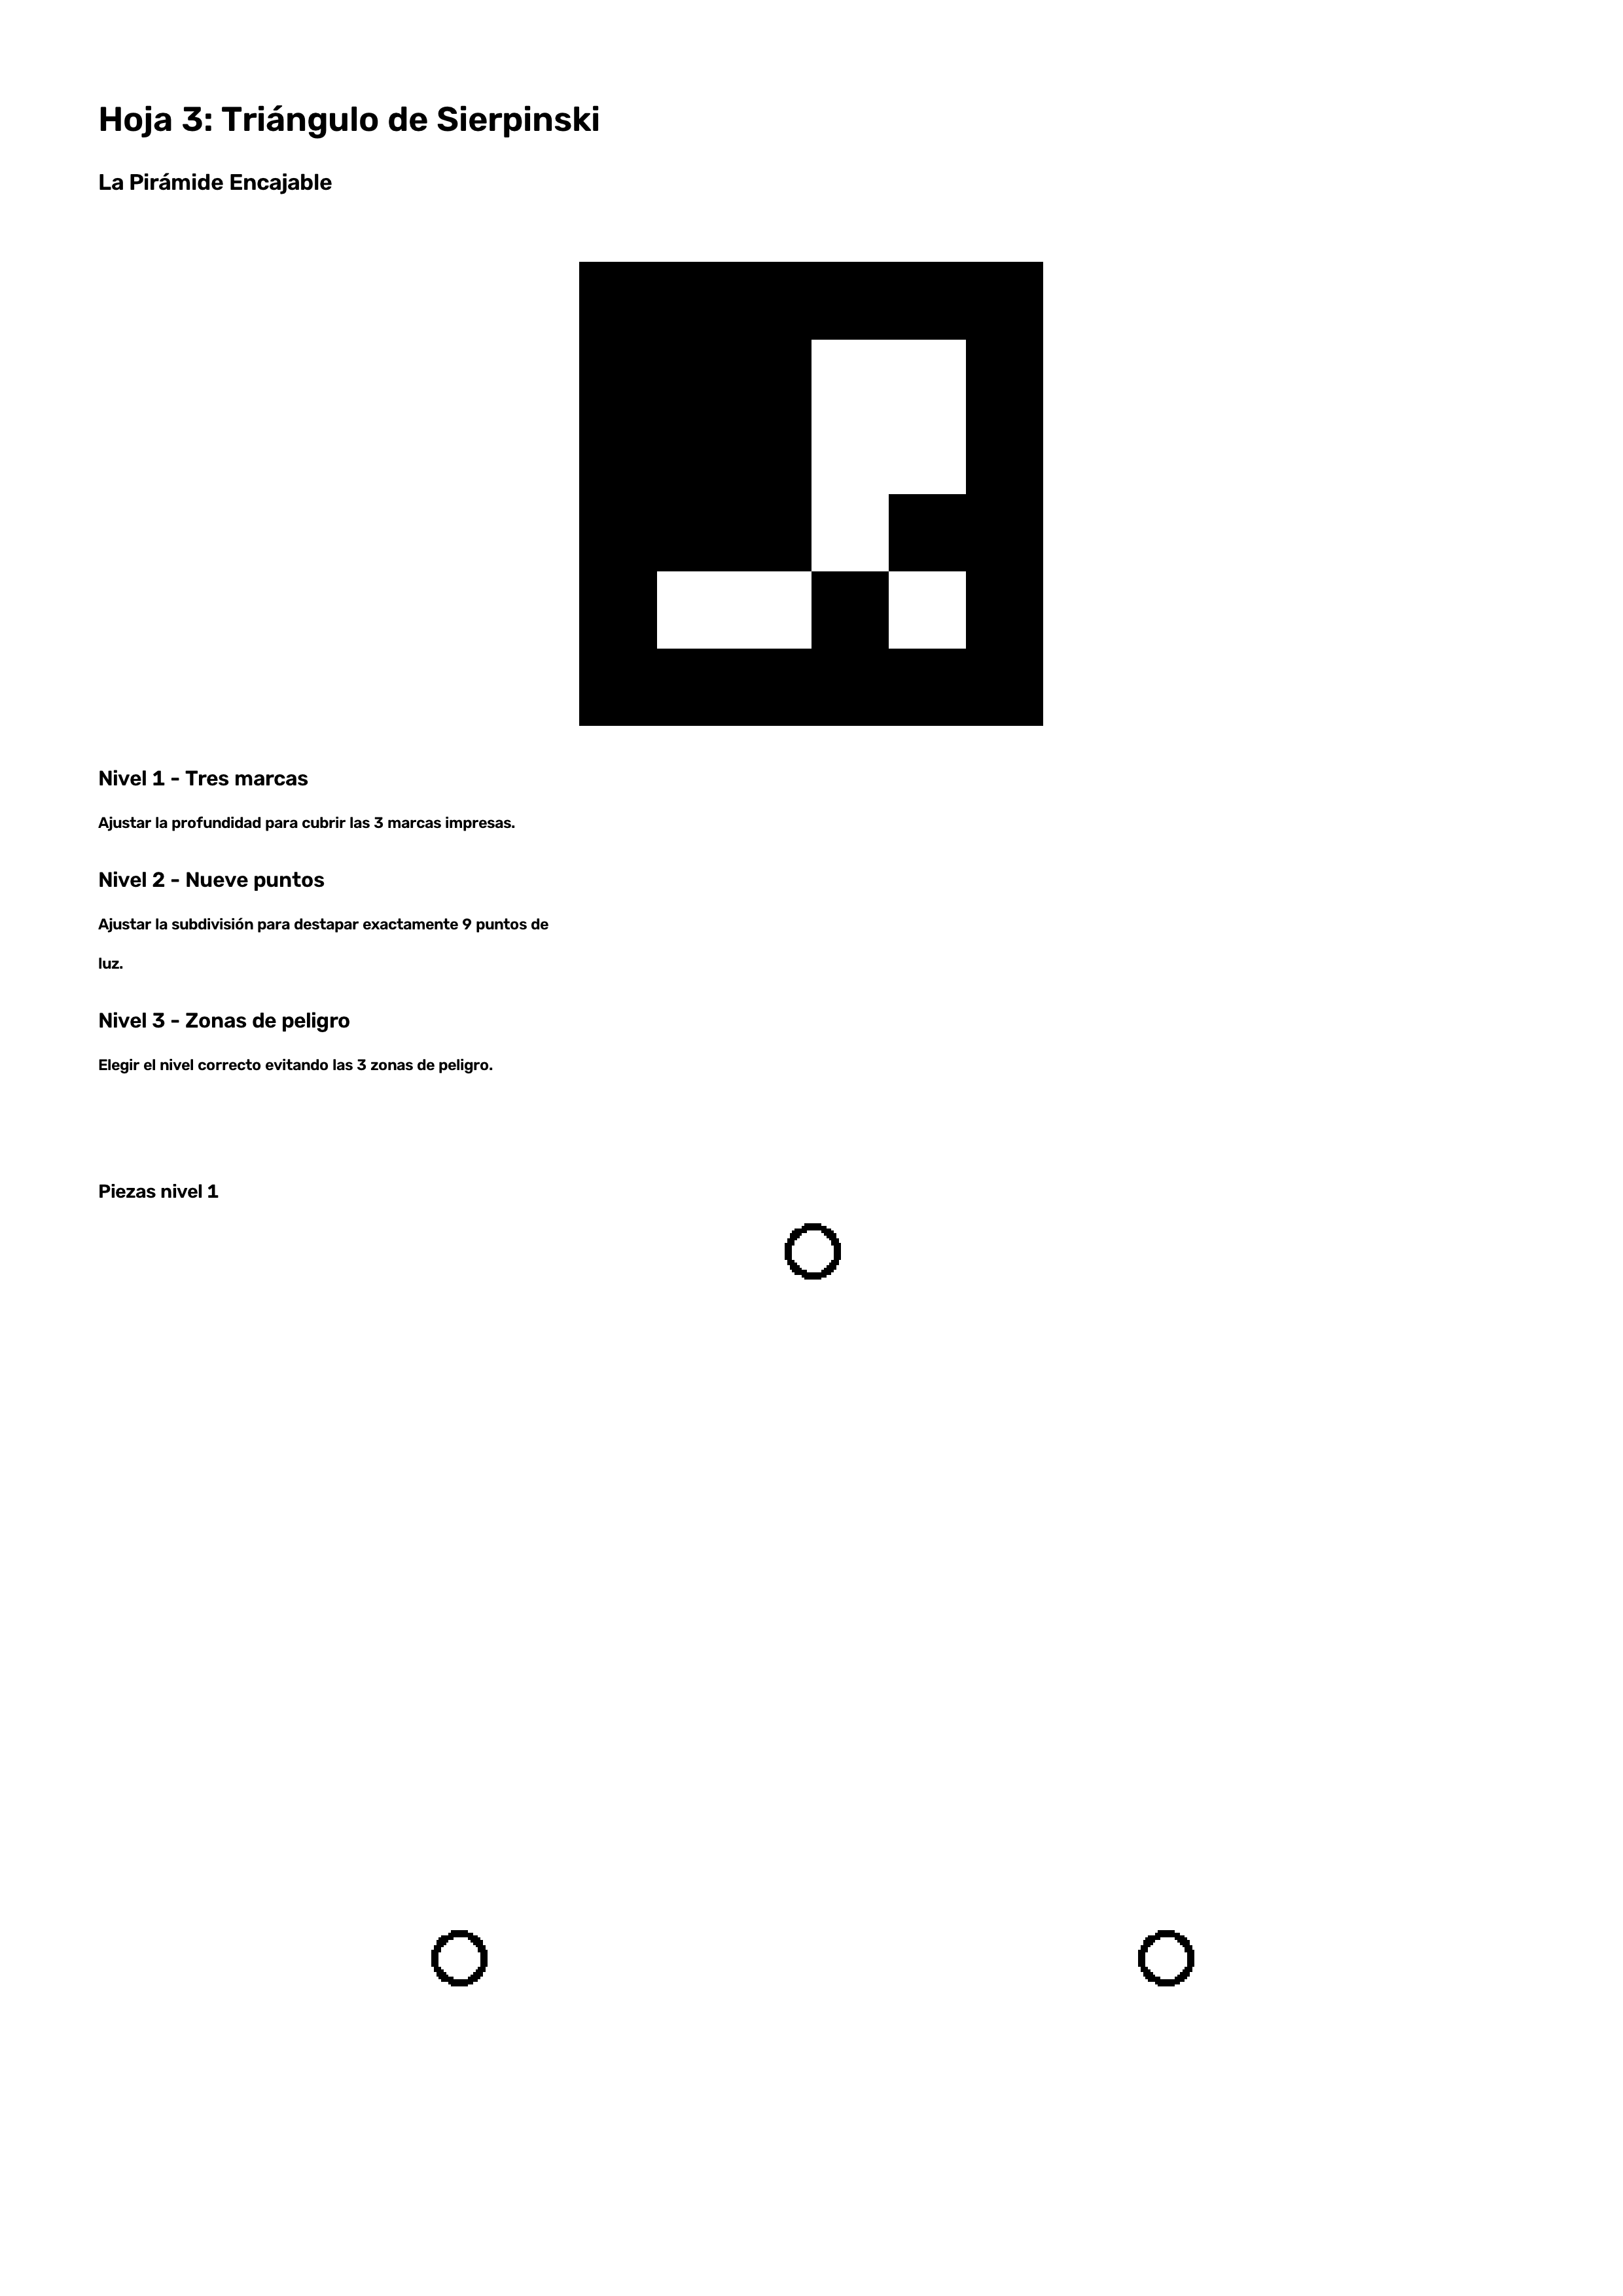 Hoja 3: Triángulo de Sierpinski
La Pirámide Encajable
Nivel 1 - Tres marcas
Ajustar la profundidad para cubrir las 3 marcas impresas.
Nivel 2 - Nueve puntos
Ajustar la subdivisión para destapar exactamente 9 puntos de
luz.
Nivel 3 - Zonas de peligro
Elegir el nivel correcto evitando las 3 zonas de peligro.
Piezas nivel 1